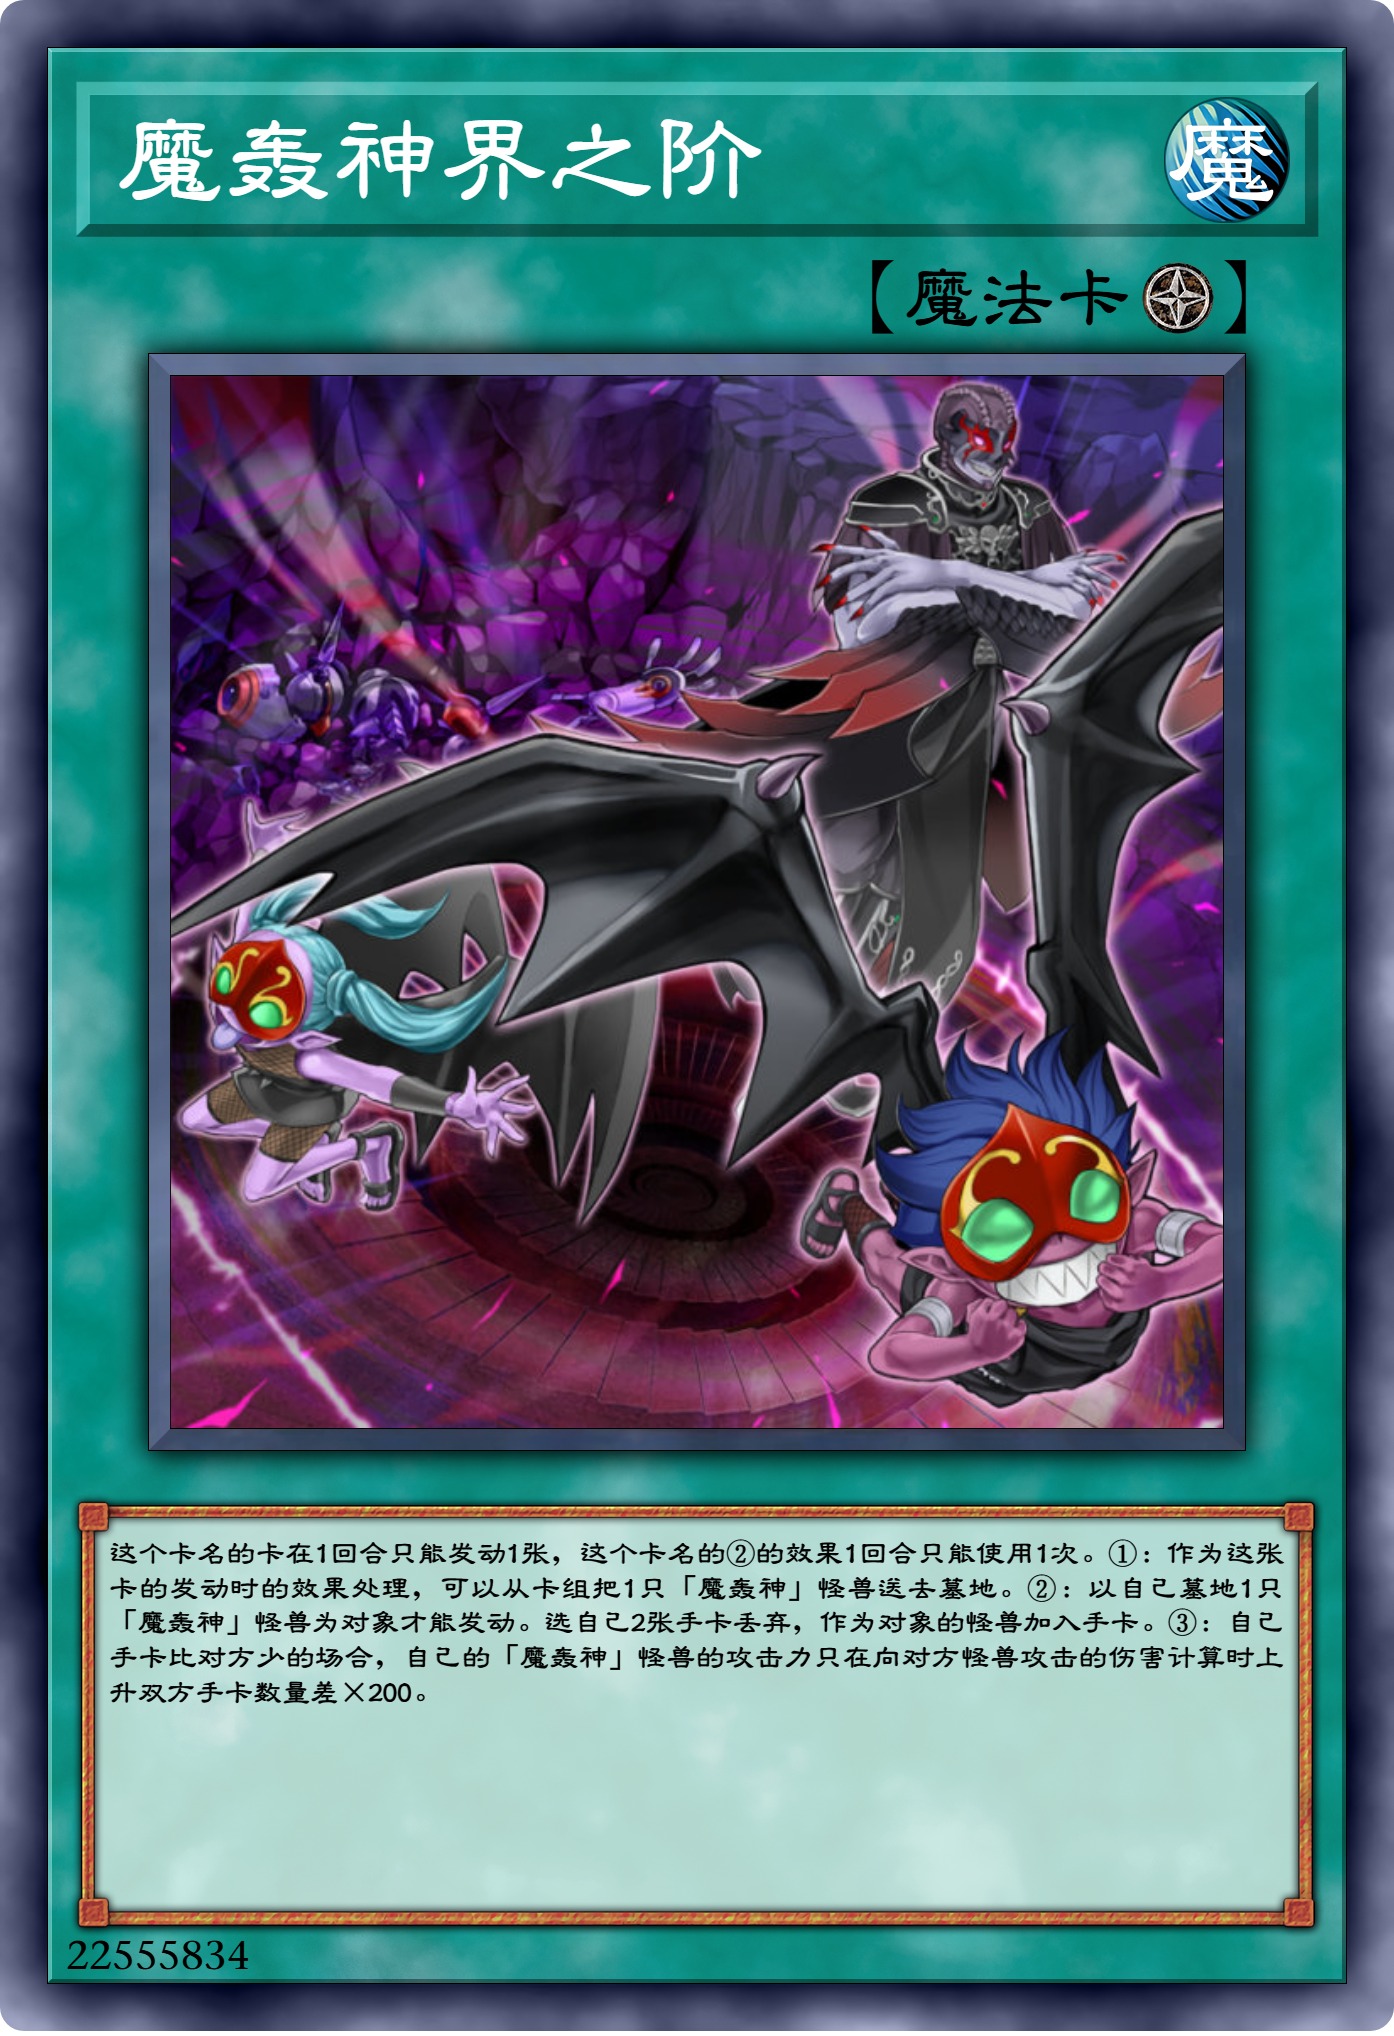 魔轰神界之阶
魔
【魔法卡】
这个卡名的卡在1回合只能发动1张，这个卡名的②的效果1回合只能使用1次。①：作为这张
卡的发动时的效果处理，可以从卡组把1只「魔轰神」怪兽送去墓地。②：以自己墓地1只
「魔轰神」怪兽为对象才能发动。选自己2张手卡丢弃，作为对象的怪兽加入手卡。③：自己
手卡比对方少的场合，自己的「魔轰神」怪兽的攻击力只在向对方怪兽攻击的伤害计算时上
升双方手卡数量差×200。
22555834